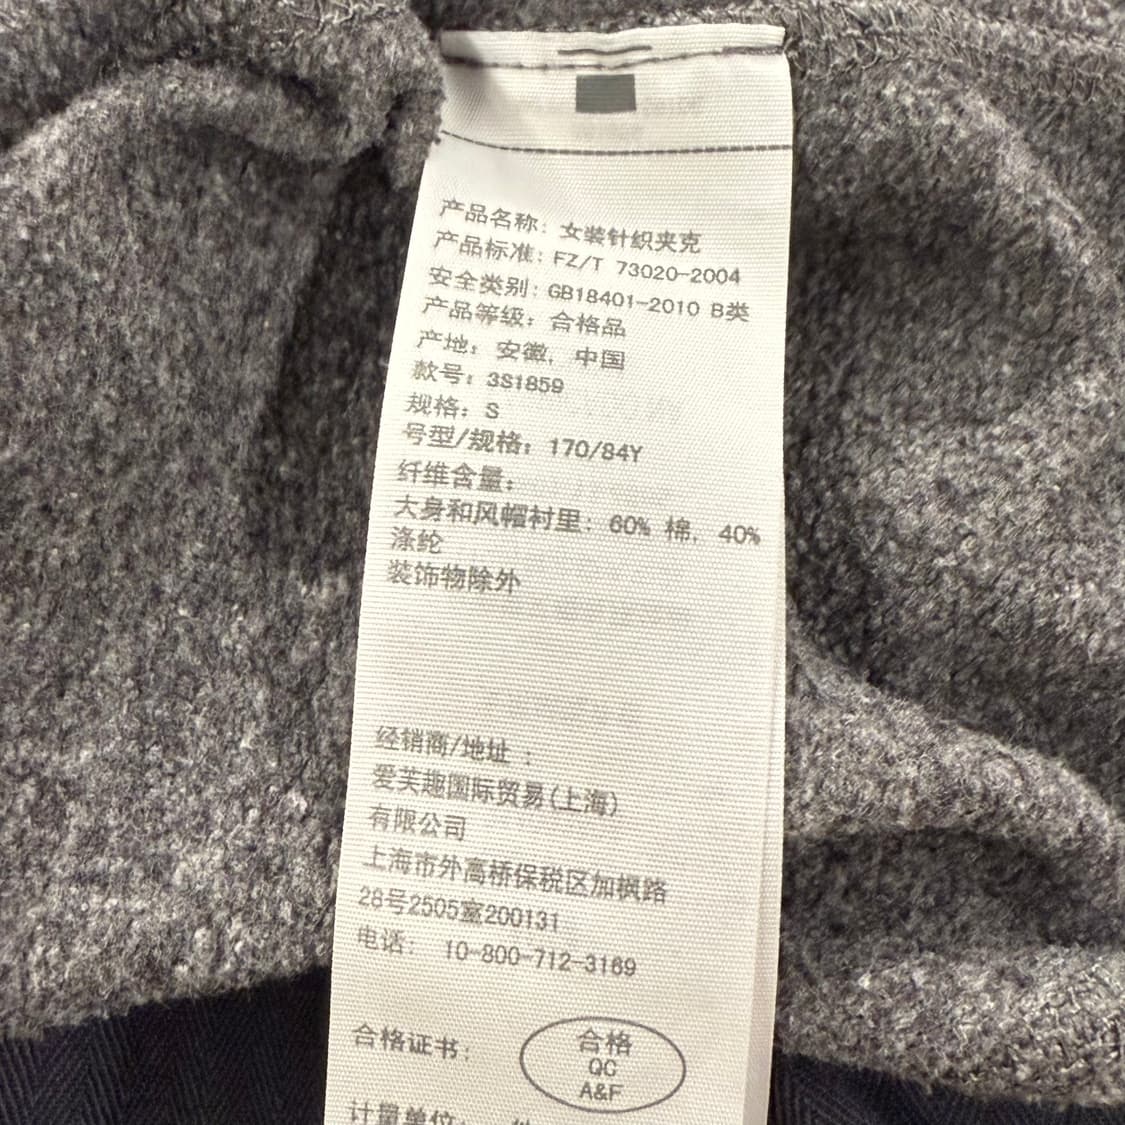 产品名称: 女装针织夹克
产品标准: FZ/T 73020-2004
安全类别: GB18401-2010 B类
产品等级: 合格品
产地: 安徽, 中国
款号: 3S1859
规格: S
号型/规格: 170/84Y
纤维含量:
大身和风帽衬里: 60% 棉, 40%
涤纶
装饰物除外
经销商/地址 :
爱芙趣国际贸易(上海)
有限公司
上海市外高桥保税区加枫路
28号2505室200131
电话: 10-800-712-3169
合格证书:
合格
QC
A&F
计量单位: